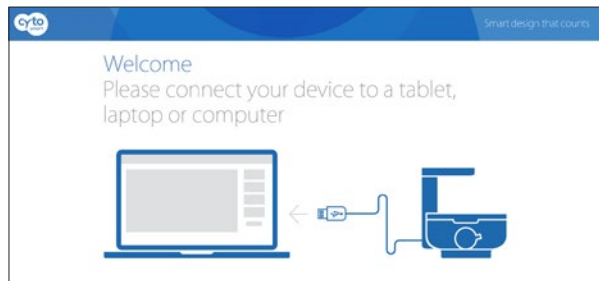 cyto
smart
Smart design that counts
Welcome
Please connect your device to a tablet,
laptop or computer